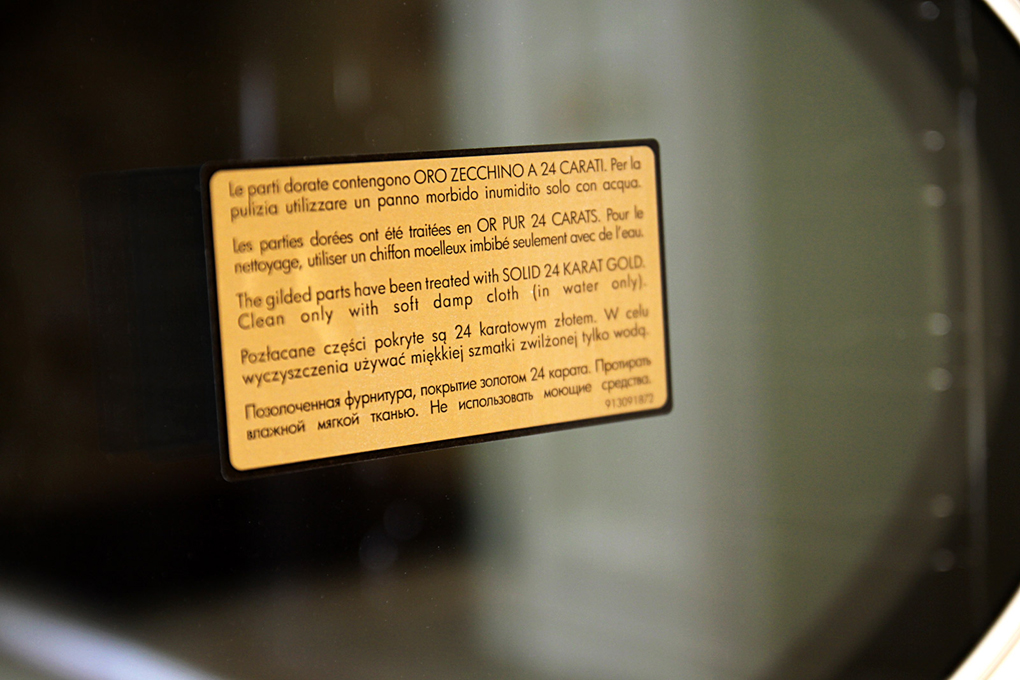 Le parti dorate contengono ORO ZECCHINO A 24 CARATI. Per la
pulizia utilizzare un panno morbido inumidito solo con acqua.
Les parties dorées ont été traitées en OR PUR 24 CARATS. Pour le
nettoyage, utiliser un chiffon moelleux imbibé seulement avec de l'eau.
The gilded parts have been treated with SOLID 24 KARAT GOLD.
Clean only with soft damp cloth (in water only).
Pozłacane części pokryte są 24 karatowym złotem. W celu
wyczyszczenia używać miękkiej szmatki zwilżonej tylko wodą.
Позолоченная фурнитура, покрытие золотом 24 карата. Протирать
влажной мягкой тканью. Не использовать моющие средства.
913091872